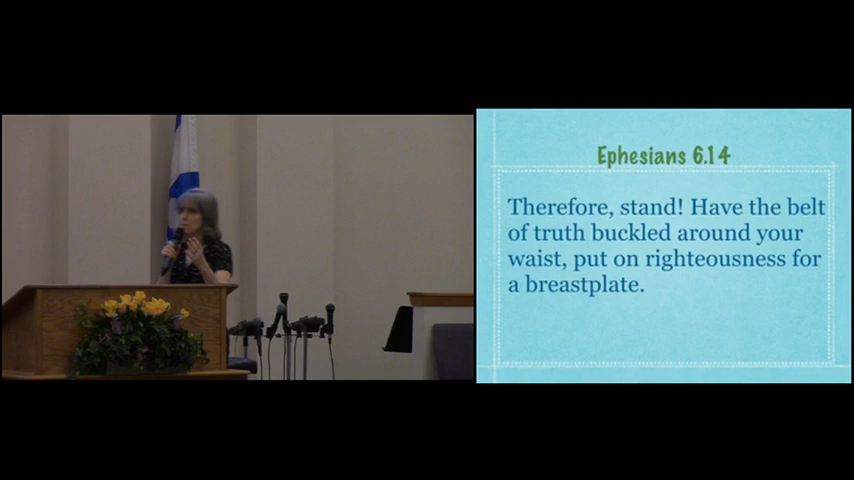 Ephesians 6.14
Therefore, stand! Have the belt
of truth buckled around your
waist, put on righteousness for
a breastplate.